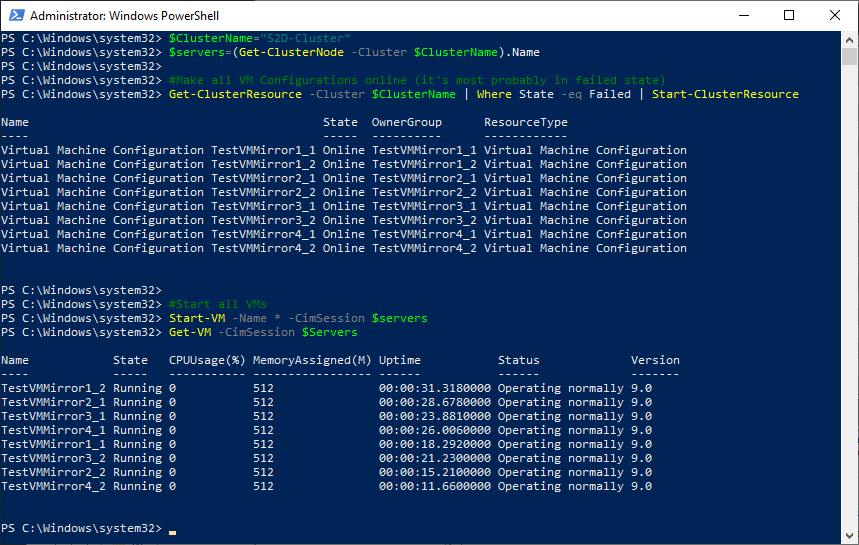 Administrator: Windows PowerShell
PS C:\Windows\system32> $ClusterName="S2D-Cluster"
PS C:\Windows\system32> $servers=(Get-ClusterNode -Cluster $ClusterName).Name
PS C:\Windows\system32>
PS C:\Windows\system32> #Make all VM Configurations online (it's most probably in failed state)
PS C:\Windows\system32> Get-ClusterResource -Cluster $ClusterName | Where State -eq Failed | Start-ClusterResource
Name                                         State  OwnerGroup      ResourceType
----                                         -----  ----------      ------------
Virtual Machine Configuration TestVMMirror1_1 Online TestVMMirror1_1 Virtual Machine Configuration
Virtual Machine Configuration TestVMMirror1_2 Online TestVMMirror1_2 Virtual Machine Configuration
Virtual Machine Configuration TestVMMirror2_1 Online TestVMMirror2_1 Virtual Machine Configuration
Virtual Machine Configuration TestVMMirror2_2 Online TestVMMirror2_2 Virtual Machine Configuration
Virtual Machine Configuration TestVMMirror3_1 Online TestVMMirror3_1 Virtual Machine Configuration
Virtual Machine Configuration TestVMMirror3_2 Online TestVMMirror3_2 Virtual Machine Configuration
Virtual Machine Configuration TestVMMirror4_1 Online TestVMMirror4_1 Virtual Machine Configuration
Virtual Machine Configuration TestVMMirror4_2 Online TestVMMirror4_2 Virtual Machine Configuration
PS C:\Windows\system32>
PS C:\Windows\system32> #Start all VMs
PS C:\Windows\system32> Start-VM -Name * -CimSession $servers
PS C:\Windows\system32> Get-VM -CimSession $Servers
Name            State   CPUUsage(%) MemoryAssigned(M) Uptime           Status             Version
----            -----   ----------- ----------------- ------           ------             -------
TestVMMirror1_2 Running 0           512               00:00:31.3180000 Operating normally 9.0
TestVMMirror2_1 Running 0           512               00:00:28.6780000 Operating normally 9.0
TestVMMirror3_1 Running 0           512               00:00:23.8810000 Operating normally 9.0
TestVMMirror4_1 Running 0           512               00:00:26.0060000 Operating normally 9.0
TestVMMirror1_1 Running 0           512               00:00:18.2920000 Operating normally 9.0
TestVMMirror3_2 Running 0           512               00:00:21.2300000 Operating normally 9.0
TestVMMirror2_2 Running 0           512               00:00:15.2100000 Operating normally 9.0
TestVMMirror4_2 Running 0           512               00:00:11.6600000 Operating normally 9.0
PS C:\Windows\system32>